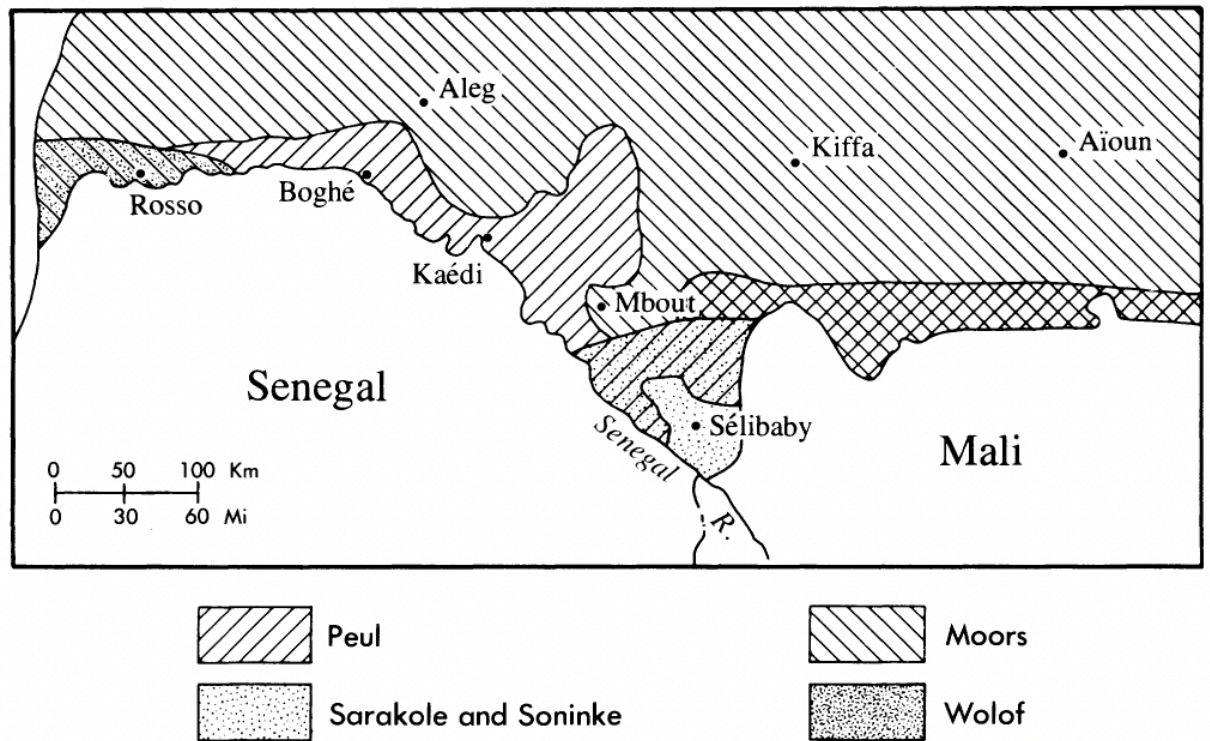 Aleg
Kiffa
Aïoun
Rosso
Boghé
Kaédi
Mbout
Senegal
Sélibaby
Senegal R.
Mali
0 50 100 Km
0 30 60 Mi
Peul
Moors
Sarakole and Soninke
Wolof